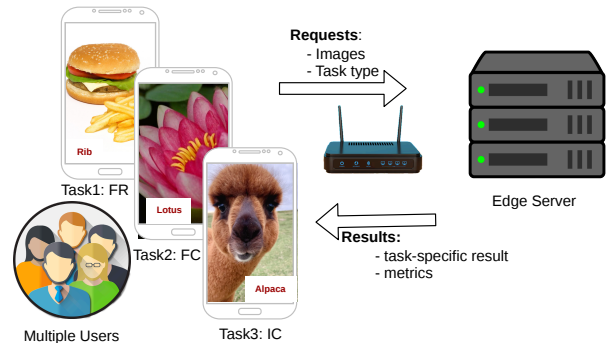 Requests:
- Images
- Task type
Rib
Task1: FR
Lotus
Task2: FC
Alpaca
Task3: IC
Multiple Users
Edge Server
Results:
- task-specific result
- metrics